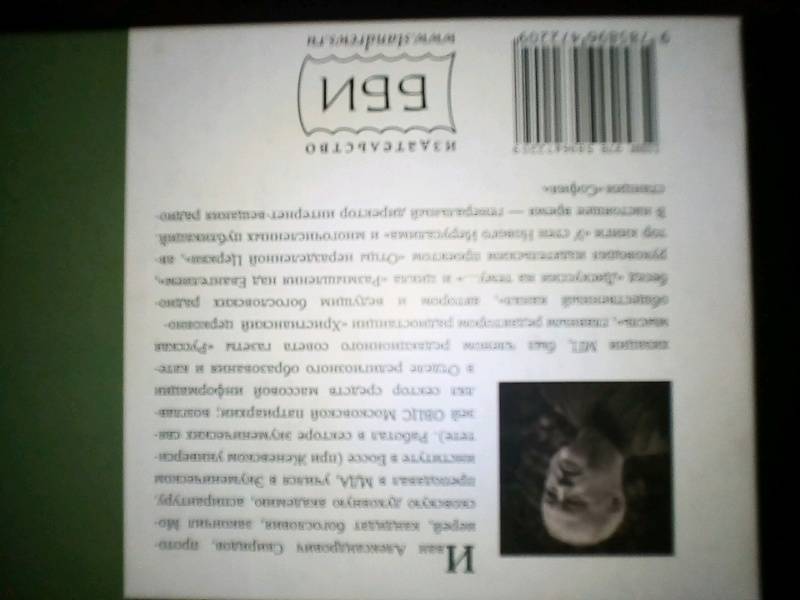 Иван Александрович Свиридов, прото-
иерей, кандидат богословия, закончил Мо-
сковскую духовную академию, аспирантуру,
преподавал в МДА, учился в Экуменическом
институте в Боссе (при Женевском универси-
тете). Работал в секторе экуменических свя-
зей ОВЦС Московской патриархии; возглав-
лял сектор средств массовой информации
в Отделе религиозного образования и кате-
хизации МП, был членом редакционного совета газеты «Русская
мысль», главным редактором радиостанции «Христианский церковно-
общественный канал», автором и ведущим богословских радио-
бесед «Дискуссия на тему...» и цикла «Размышления над Евангелием»,
руководил издательским проектом «Отцы неразделенной Церкви», ав-
тор книги «У стен Нового Иерусалима» и многочисленных публикаций.
В настоящее время — генеральный директор интернет-вещания радио-
станции «София»
ИЗДАТЕЛЬСТВО
ББИ
www.standrews.ru
9 785896 472209